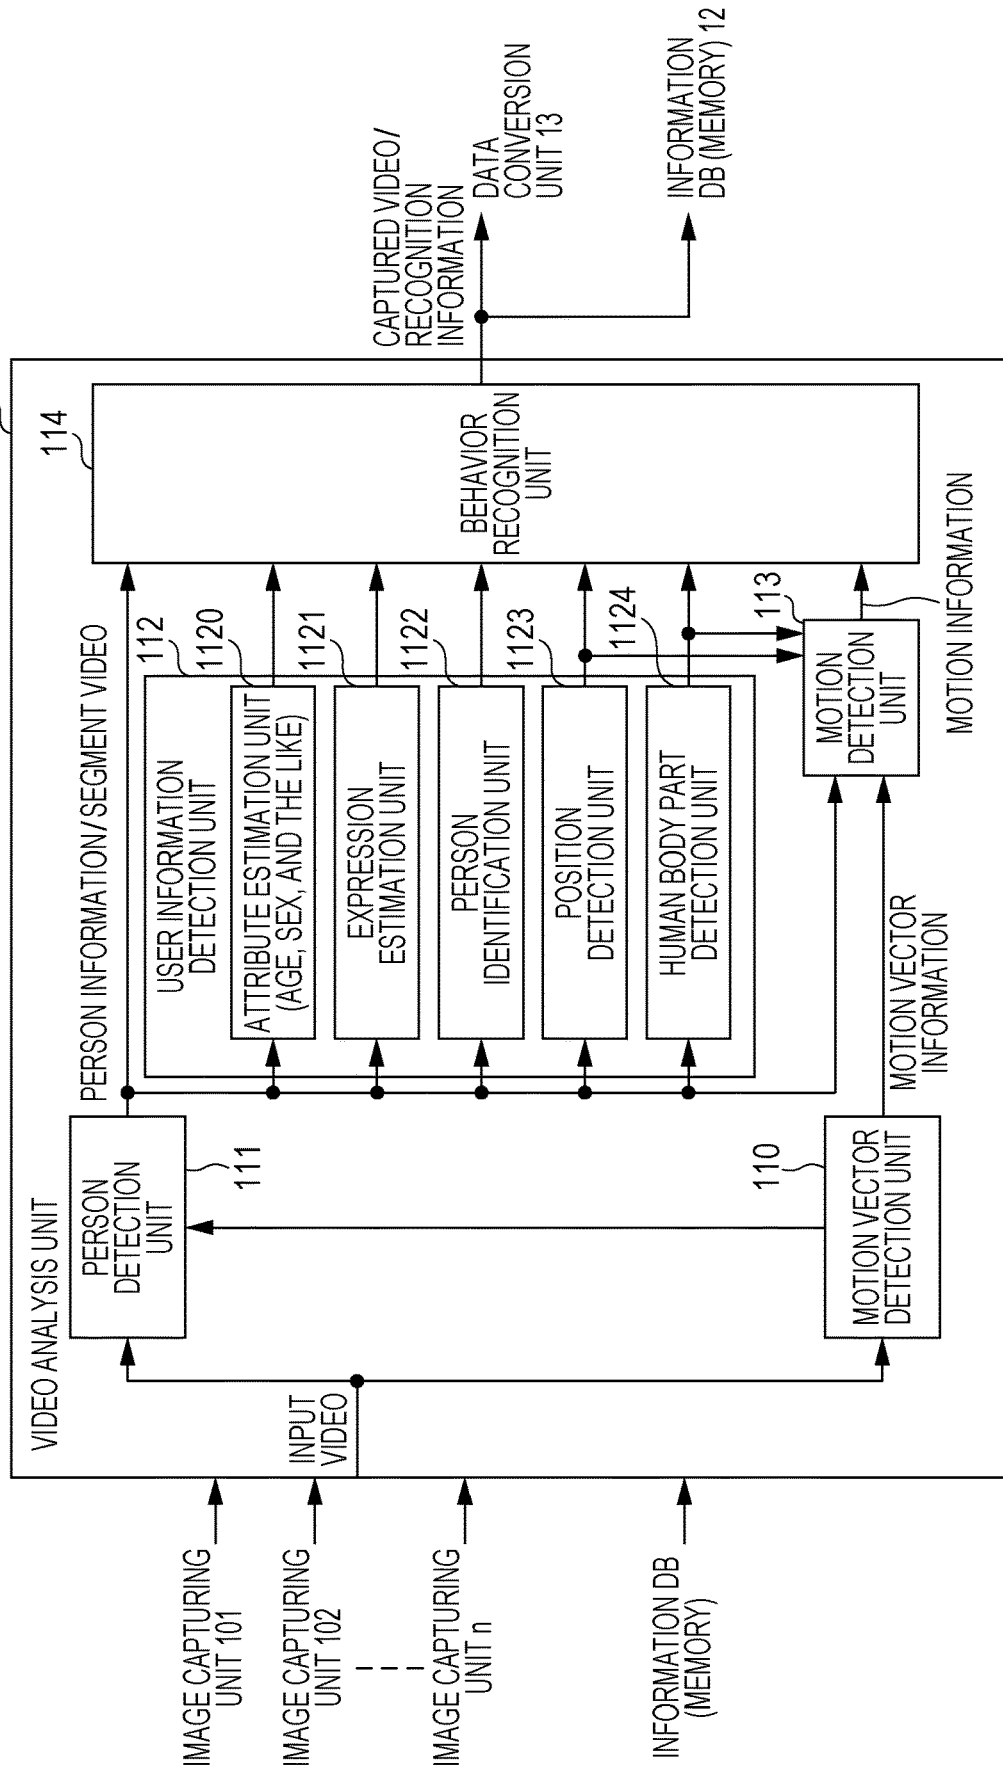 IMAGE CAPTURING
UNIT 101
IMAGE CAPTURING
UNIT 102
IMAGE CAPTURING
UNIT n
INFORMATION DB
(MEMORY)
VIDEO ANALYSIS UNIT
INPUT
VIDEO
PERSON
DETECTION
UNIT
111
110
MOTION VECTOR
DETECTION UNIT
PERSON INFORMATION/SEGMENT VIDEO
112
USER INFORMATION
DETECTION UNIT
1120
ATTRIBUTE ESTIMATION UNIT
(AGE, SEX, AND THE LIKE)
1121
EXPRESSION
ESTIMATION UNIT
1122
PERSON
IDENTIFICATION UNIT
1123
POSITION
DETECTION UNIT
1124
HUMAN BODY PART
DETECTION UNIT
MOTION VECTOR
INFORMATION
113
MOTION
DETECTION
UNIT
MOTION INFORMATION
114
BEHAVIOR
RECOGNITION
UNIT
CAPTURED VIDEO/
RECOGNITION
INFORMATION
DATA
CONVERSION
UNIT 13
INFORMATION
DB (MEMORY) 12